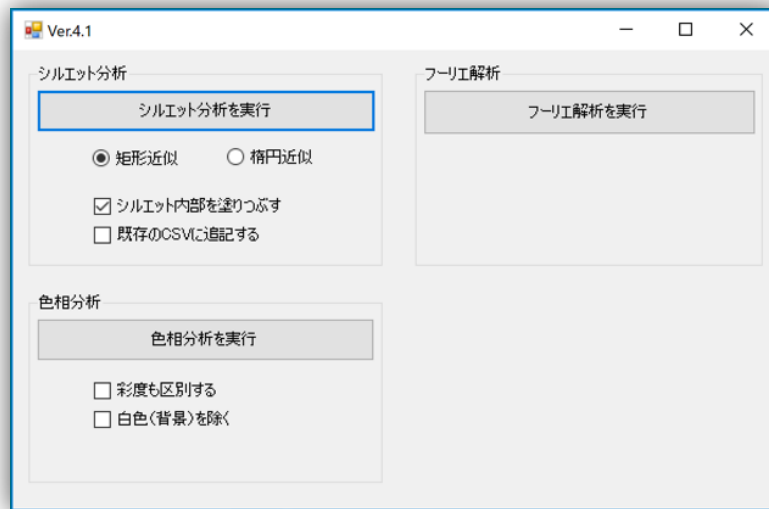 Ver.4.1
シルエット分析
シルエット分析を実行
矩形近似
楕円近似
シルエット内部を塗りつぶす
既存のCSVに追記する
フーリエ解析
フーリエ解析を実行
色相分析
色相分析を実行
彩度も区別する
白色(背景)を除く